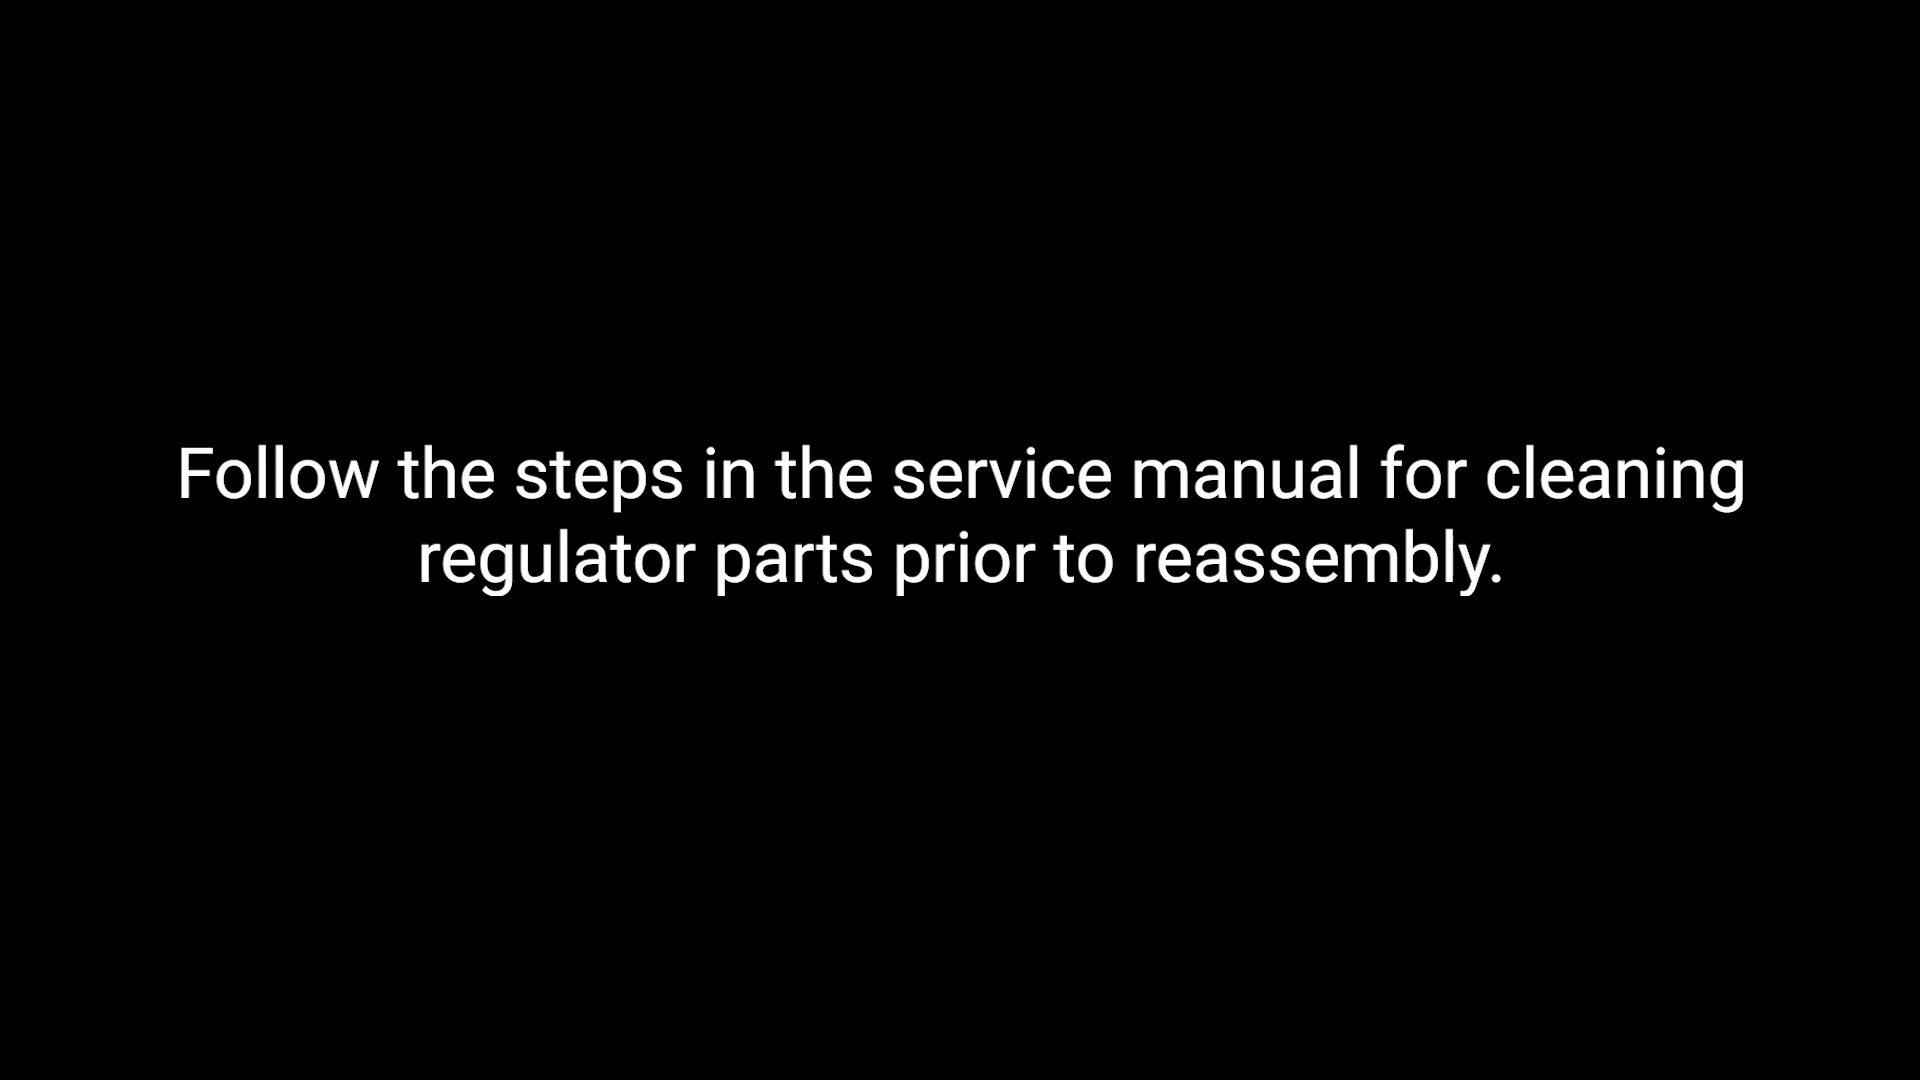 Follow the steps in the service manual for cleaning
regulator parts prior to reassembly.